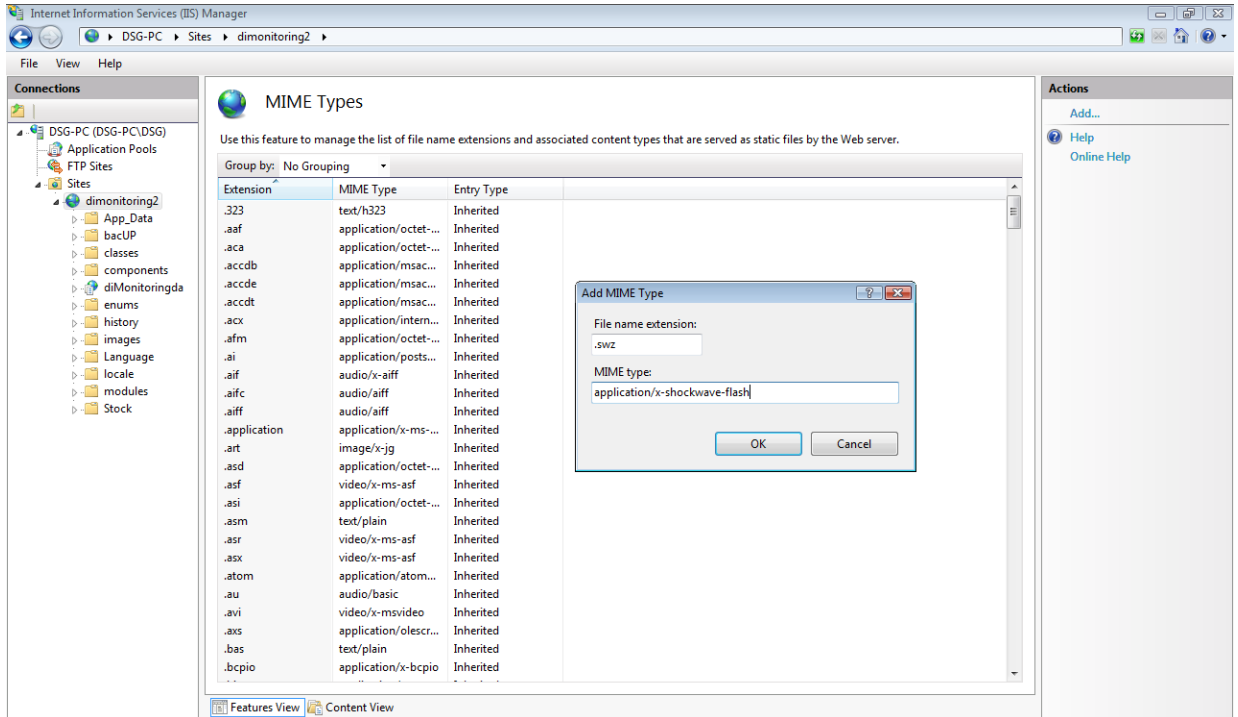 Internet Information Services (IIS) Manager
DSG-PC Sites dimonitoring2
File View Help
Connections
DSG-PC (DSG-PC\DSG)
Application Pools
FTP Sites
Sites
dimonitoring2
App_Data
bacUP
classes
components
diMonitoringda
enums
history
images
Language
locale
modules
Stock
MIME Types
Use this feature to manage the list of file name extensions and associated content types that are served as static files by the Web server.
Group by: No Grouping
Extension MIME Type Entry Type
.323 text/h323 Inherited
.aaf application/octet-... Inherited
.aca application/octet-... Inherited
.accdb application/msac... Inherited
.accde application/msac... Inherited
.accdt application/msac... Inherited
.acx application/intern... Inherited
.afm application/octet-... Inherited
.ai application/posts... Inherited
.aif audio/x-aiff Inherited
.aifc audio/aiff Inherited
.aiff audio/aiff Inherited
.application application/x-ms-... Inherited
.art image/x-jg Inherited
.asd application/octet-... Inherited
.asf video/x-ms-asf Inherited
.asi application/octet-... Inherited
.asm text/plain Inherited
.asr video/x-ms-asf Inherited
.asx video/x-ms-asf Inherited
.atom application/atom... Inherited
.au audio/basic Inherited
.avi video/x-msvideo Inherited
.axs application/olescr... Inherited
.bas text/plain Inherited
.bcpio application/x-bcpio Inherited
Features View Content View
Add MIME Type
File name extension:
.swz
MIME type:
application/x-shockwave-flash
OK Cancel
Actions
Add...
Help
Online Help